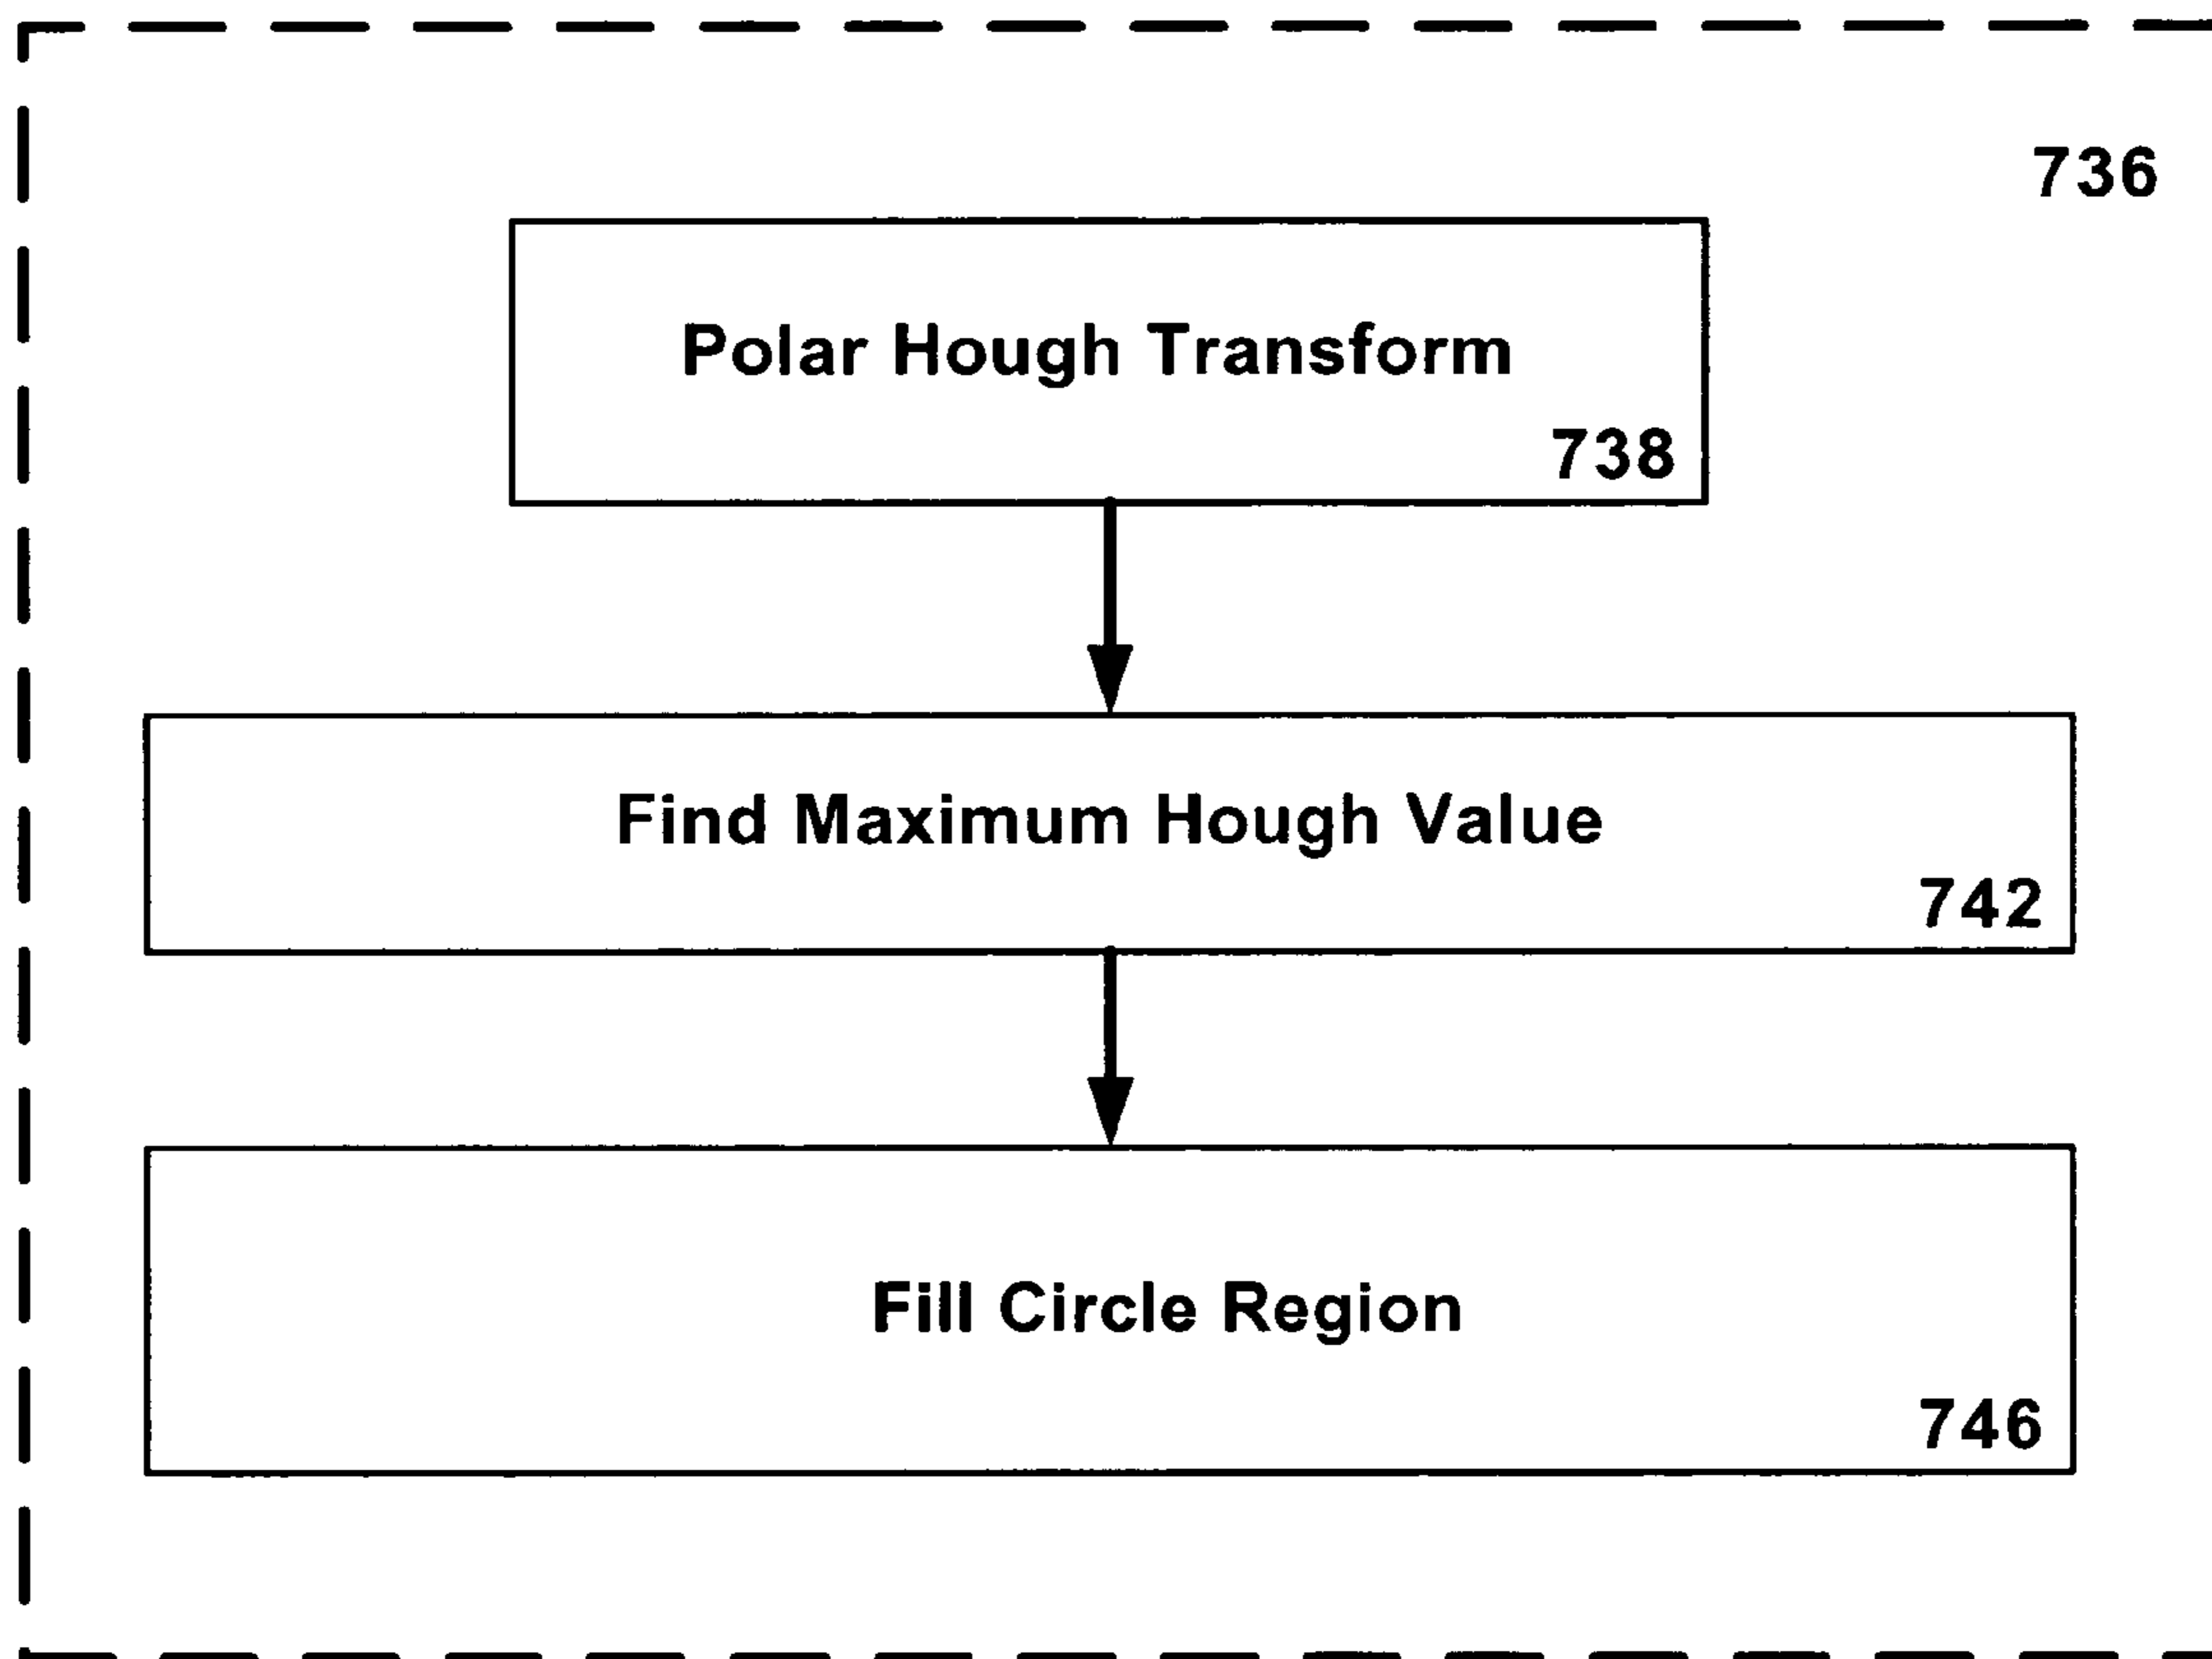 736
Polar Hough Transform
738
Find Maximum Hough Value
742
Fill Circle Region
746